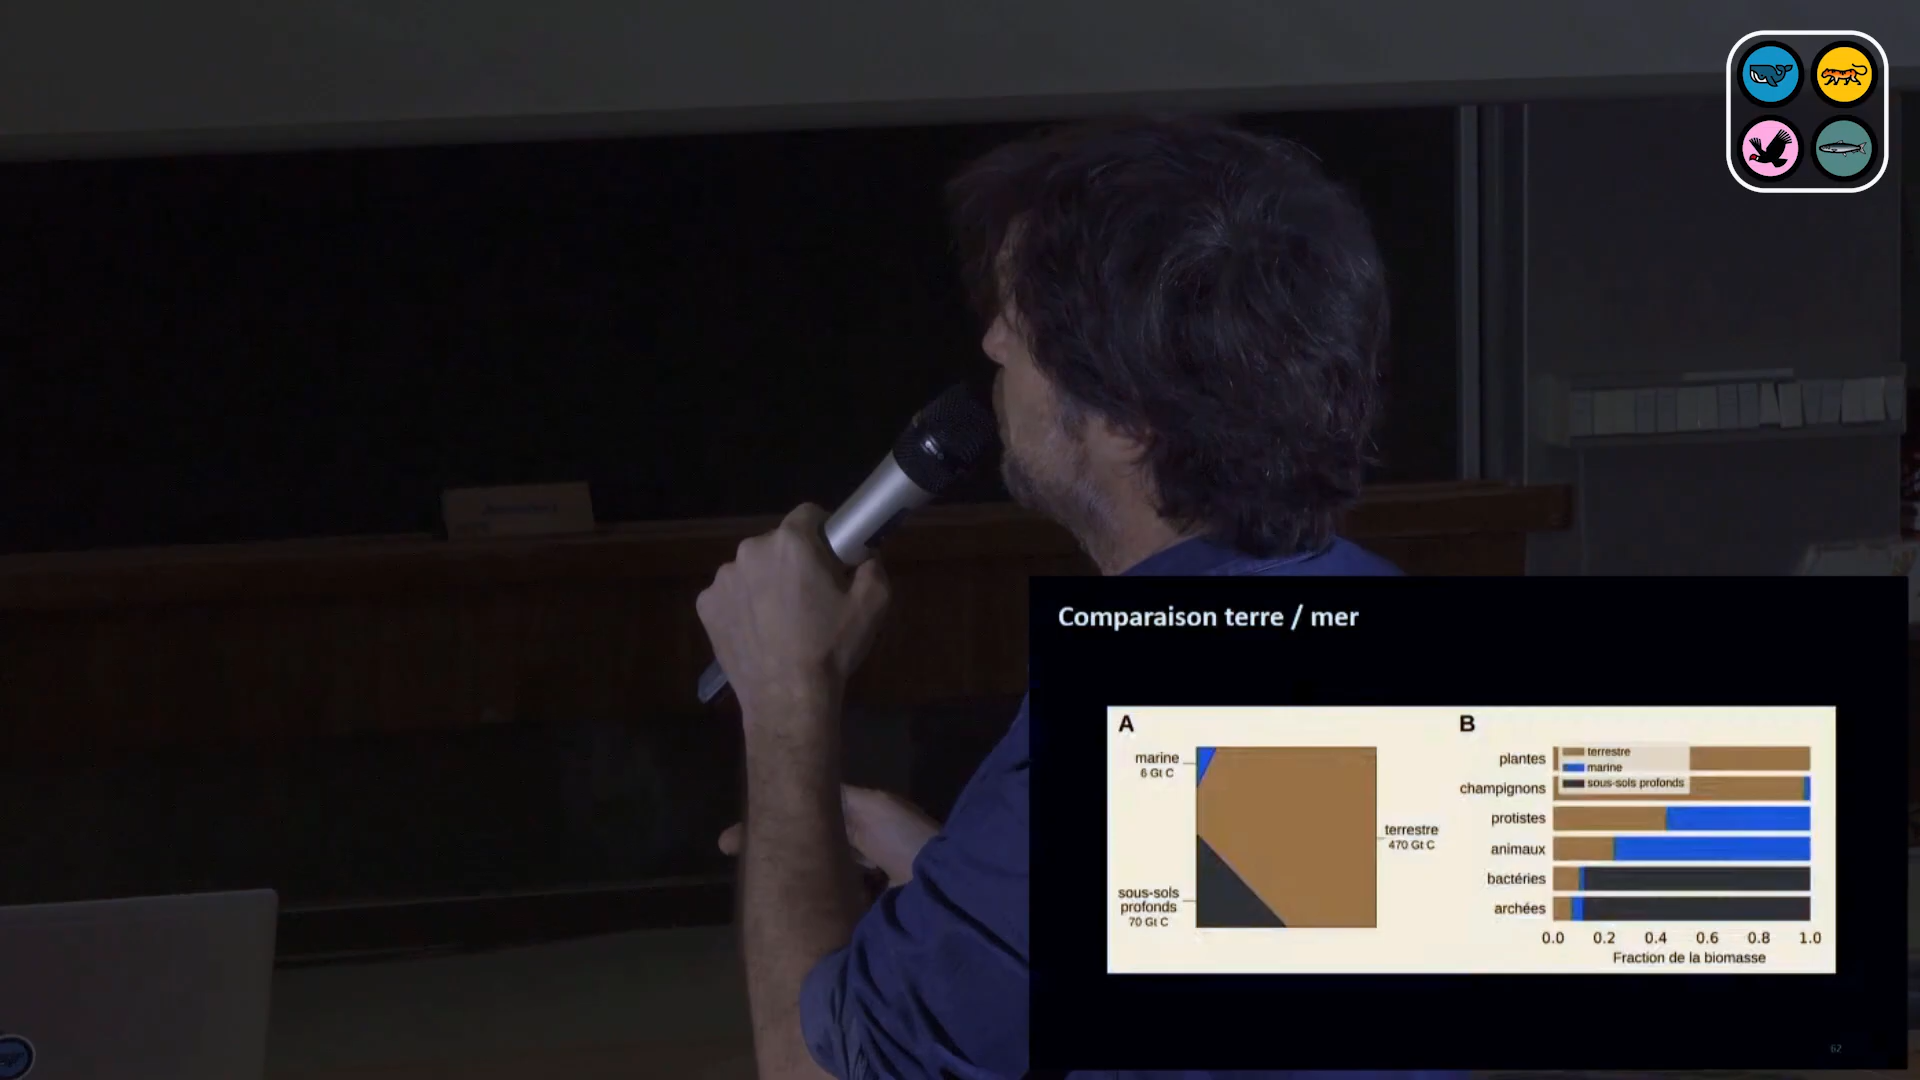 Comparaison terre / mer
A
marine
6 Gt C
terrestre
470 Gt C
sous-sols
profonds
70 Gt C
B
terrestre
marine
sous-sols profonds
plantes
champignons
protistes
animaux
bactéries
archées
0.0 0.2 0.4 0.6 0.8 1.0
Fraction de la biomasse
62